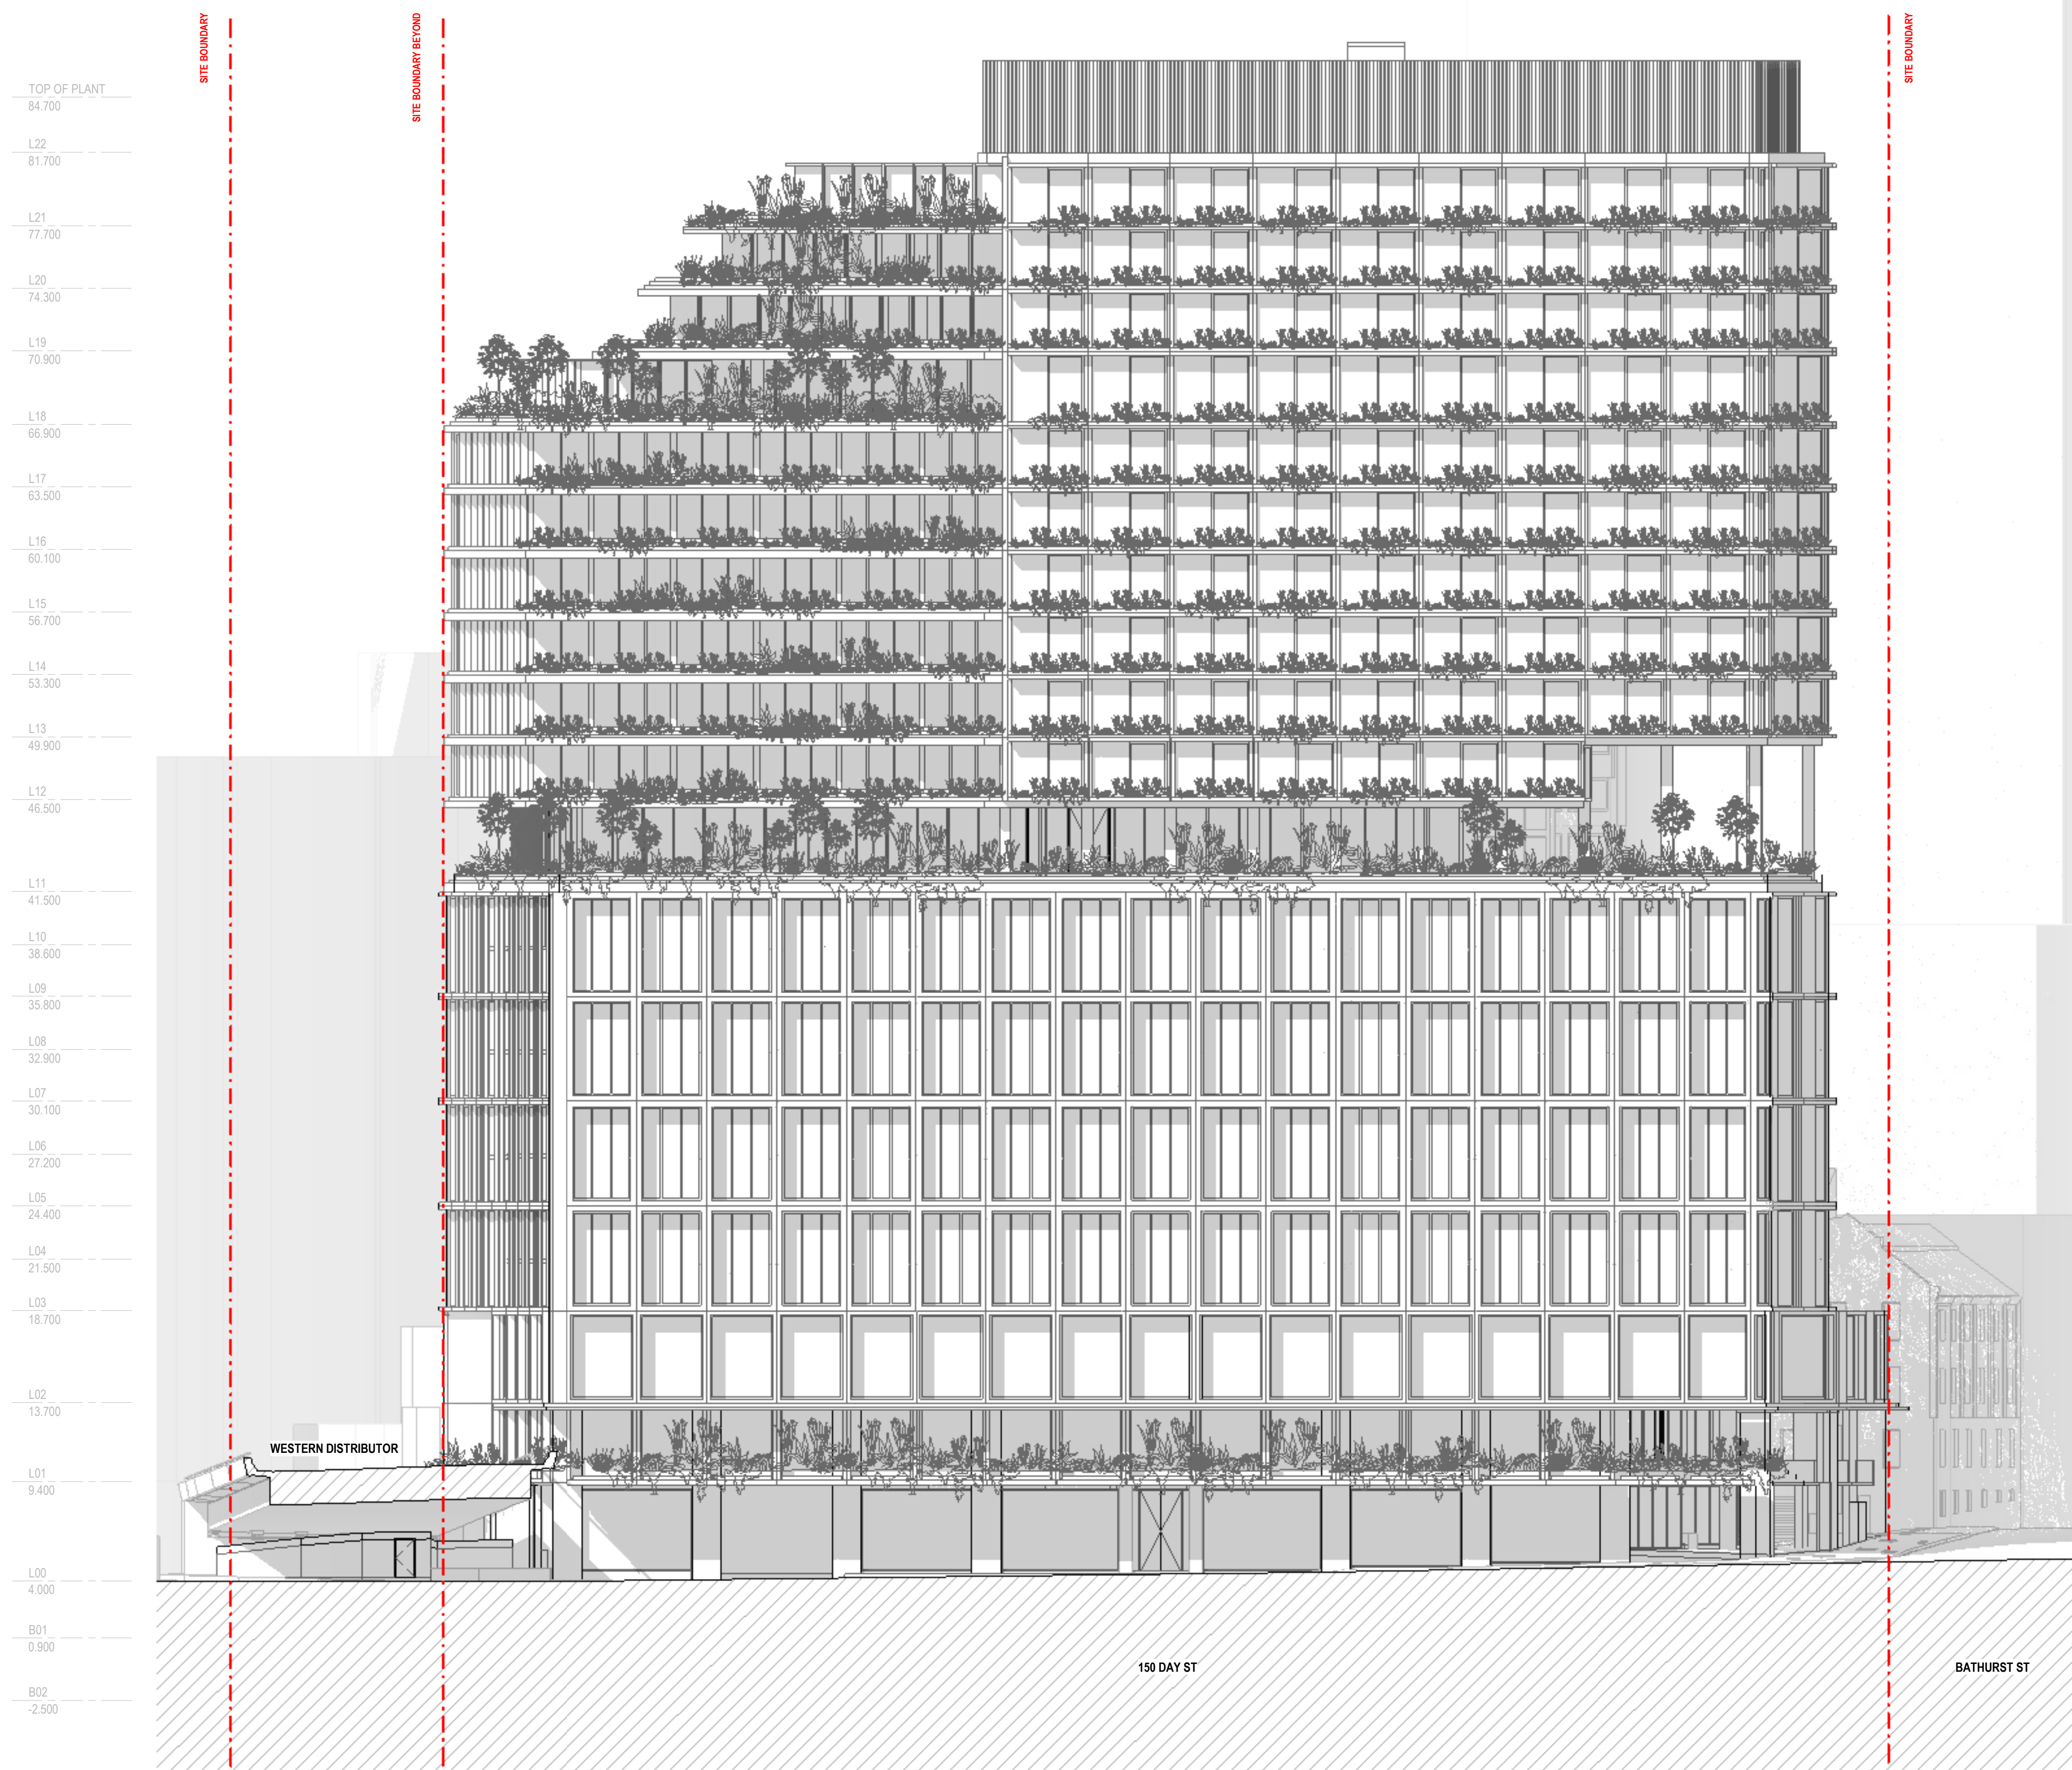 SITE BOUNDARY
SITE BOUNDARY BEYOND
SITE BOUNDARY
TOP OF PLANT
84.700
L22
81.700
L21
77.700
L20
74.300
L19
70.900
L18
66.900
L17
63.500
L16
60.100
L15
56.700
L14
53.300
L13
49.900
L12
46.500
L11
41.500
L10
38.600
L09
35.800
L08
32.900
L07
30.100
L06
27.200
L05
24.400
L04
21.500
L03
18.700
L02
13.700
WESTERN DISTRIBUTOR
L01
9.400
L00
4.000
B01
0.900
150 DAY ST
BATHURST ST
B02
-2.500